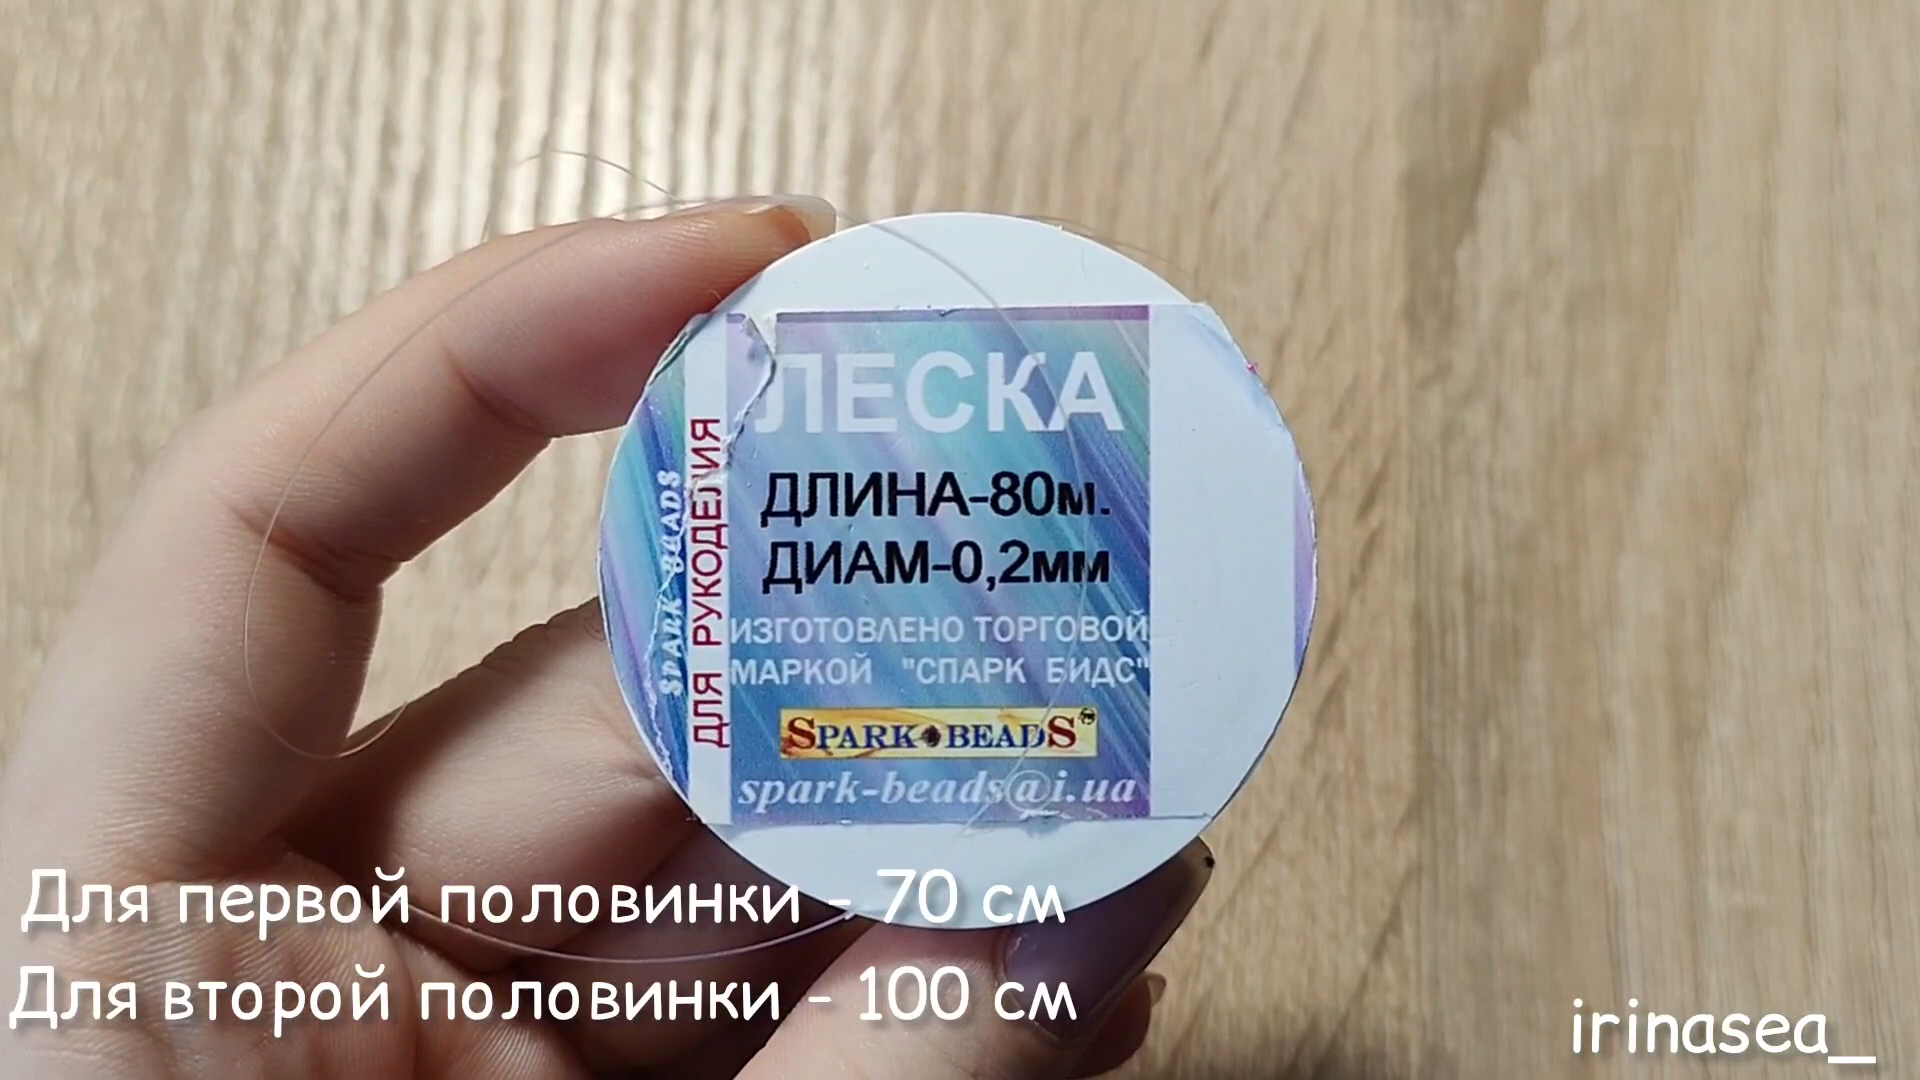 ЛЕСКА
ДЛИНА-80м.
ДИАМ-0,2мм
ИЗГОТОВЛЕНО ТОРГОВОЙ
МАРКОЙ "СПАРК БИДС"
SPARK BEADS
spark-beads@i.ua
ДЛЯ РУКОДЕЛИЯ
SPARK BEADS
Для первой половинки - 70 см
Для второй половинки - 100 см
irinasea_